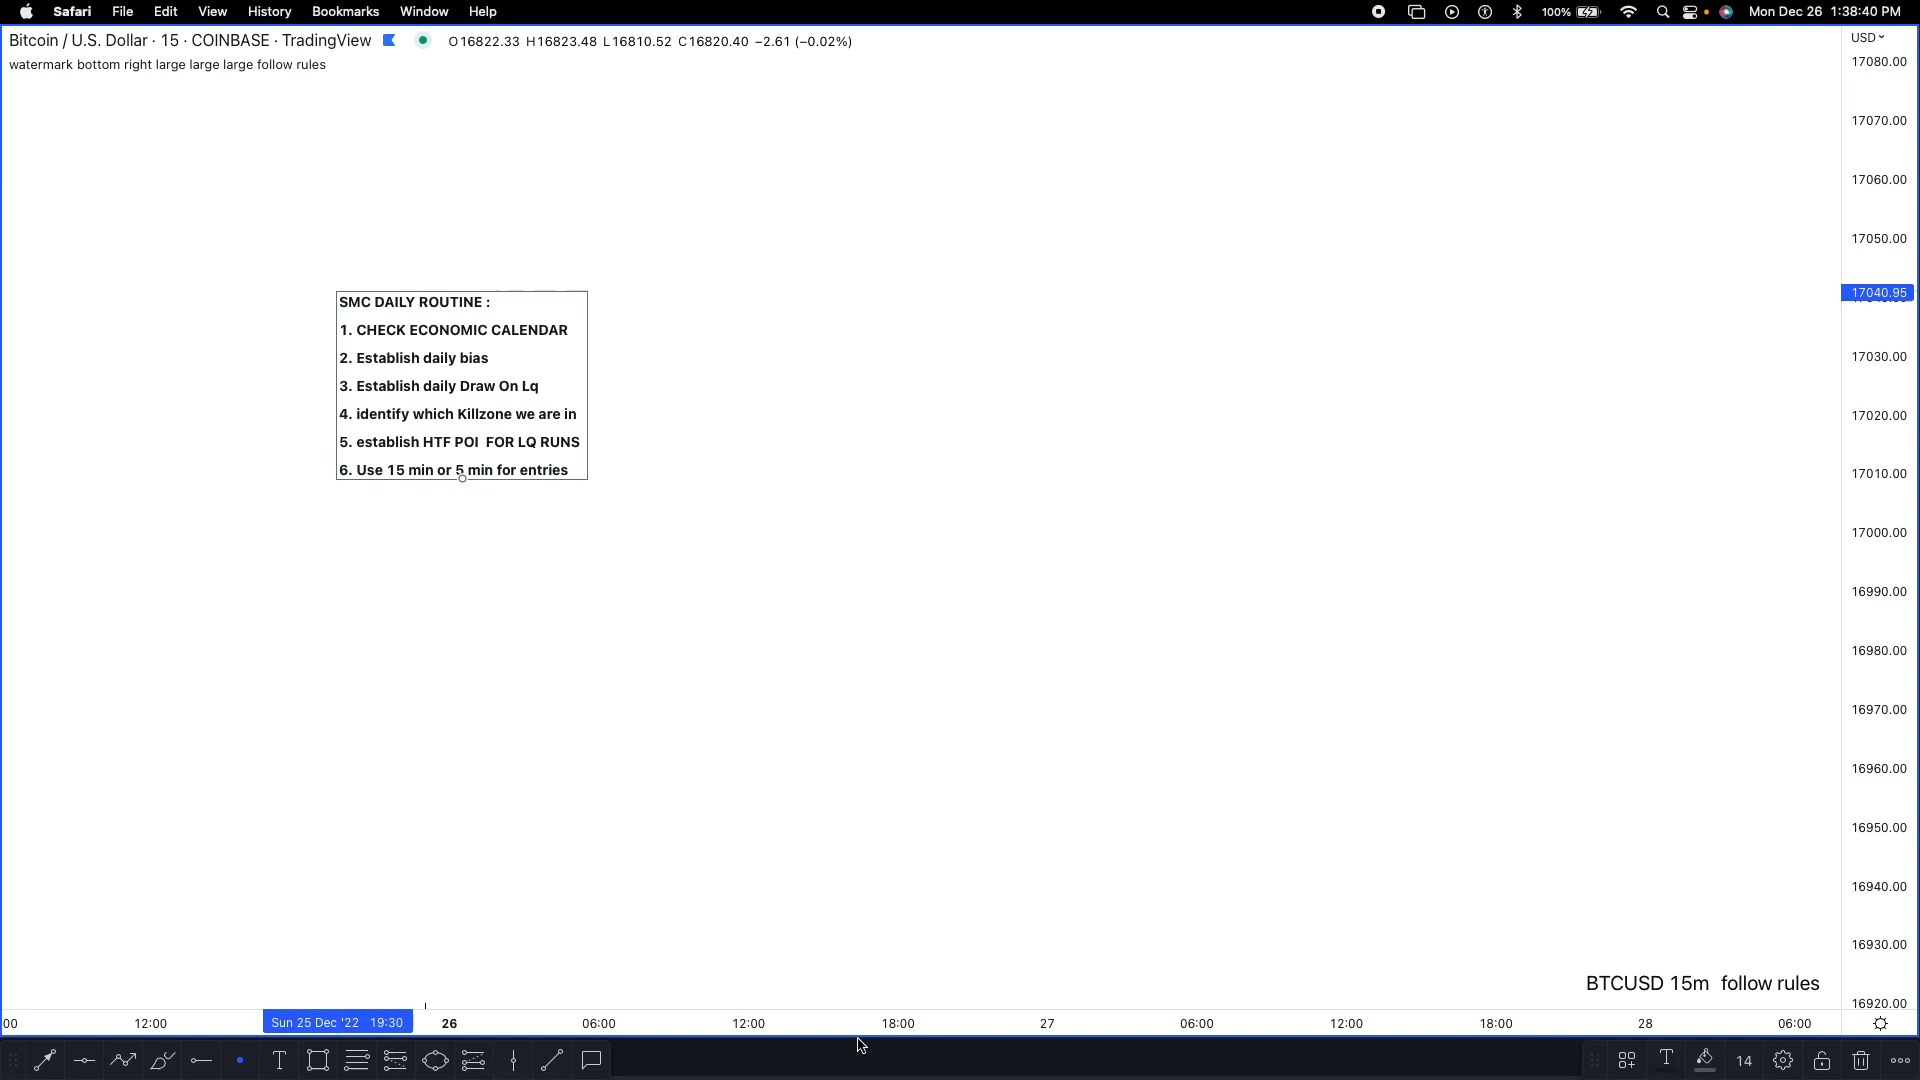 Safari File Edit View History Bookmarks Window Help 100% Mon Dec 26 1:38:40 PM
Bitcoin / U.S. Dollar · 15 · COINBASE · TradingView O16822.33 H16823.48 L16810.52 C16820.40 −2.61 (−0.02%)
USD
watermark bottom right large large large follow rules
17080.00
17070.00
17060.00
17050.00
17040.95
17030.00
17020.00
17010.00
17000.00
16990.00
16980.00
16970.00
16960.00
16950.00
16940.00
16930.00
16920.00
SMC DAILY ROUTINE :
1. CHECK ECONOMIC CALENDAR
2. Establish daily bias
3. Establish daily Draw On Lq
4. identify which Killzone we are in
5. establish HTF POI FOR LQ RUNS
6. Use 15 min or 5 min for entries
BTCUSD 15m follow rules
00 12:00 Sun 25 Dec '22 19:30 26 06:00 12:00 18:00 27 06:00 12:00 18:00 28 06:00
T T 14